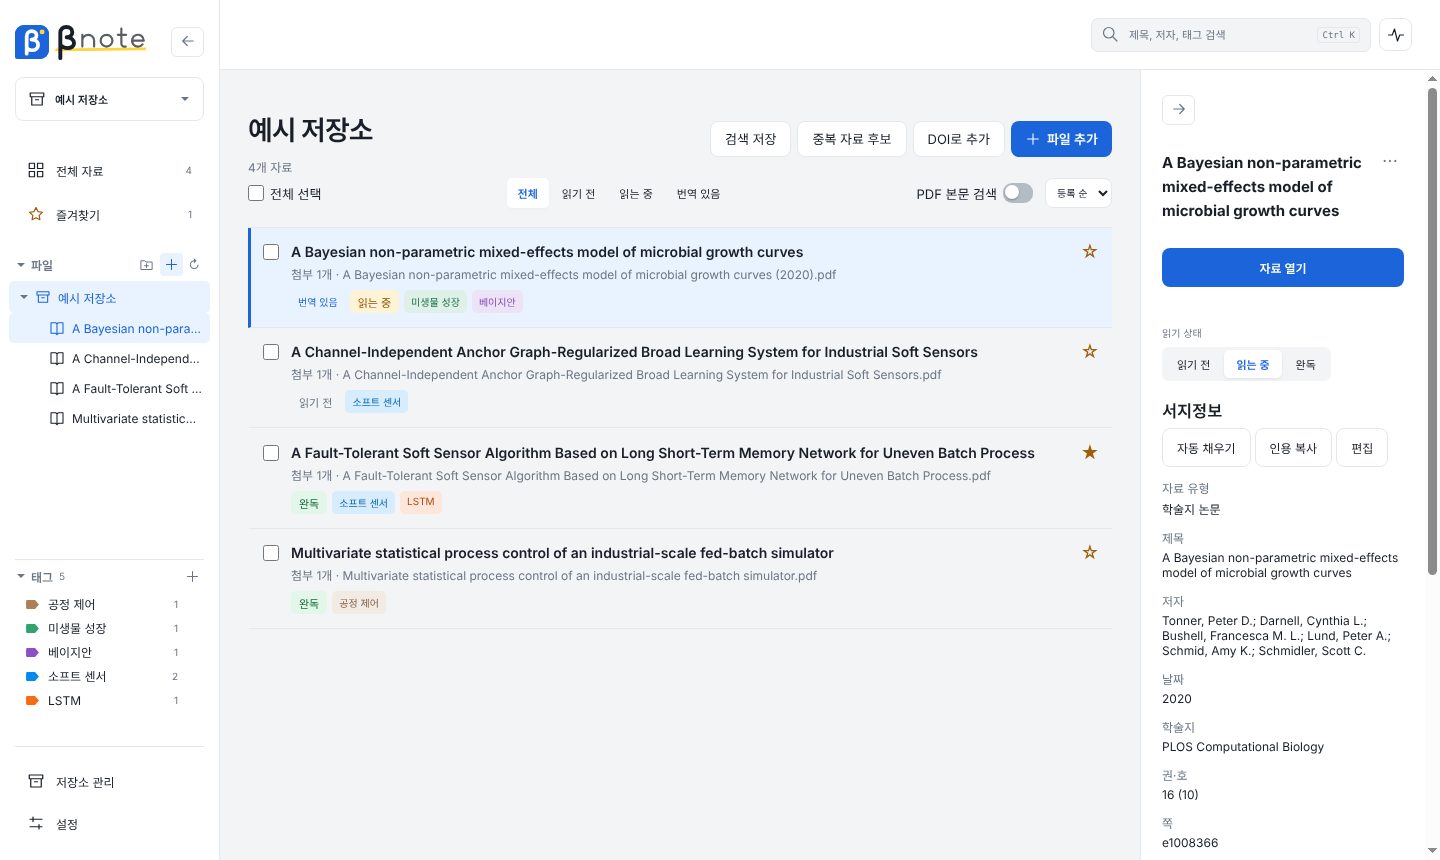 β βnote
예시 저장소
전체 자료 4
즐겨찾기 1
파일
예시 저장소
A Bayesian non-para...
A Channel-Independ...
A Fault-Tolerant Soft ...
Multivariate statistic...
태그 5
공정 제어 1
미생물 성장 1
베이지안 1
소프트 센서 2
LSTM 1
저장소 관리
설정
제목, 저자, 태그 검색 Ctrl K
예시 저장소
4개 자료
검색 저장 중복 자료 후보 DOI로 추가 파일 추가
전체 선택 전체 읽기 전 읽는 중 번역 있음 PDF 본문 검색 등록 순
A Bayesian non-parametric mixed-effects model of microbial growth curves
첨부 1개 · A Bayesian non-parametric mixed-effects model of microbial growth curves (2020).pdf
번역 있음 읽는 중 미생물 성장 베이지안
A Channel-Independent Anchor Graph-Regularized Broad Learning System for Industrial Soft Sensors
첨부 1개 · A Channel-Independent Anchor Graph-Regularized Broad Learning System for Industrial Soft Sensors.pdf
읽기 전 소프트 센서
A Fault-Tolerant Soft Sensor Algorithm Based on Long Short-Term Memory Network for Uneven Batch Process
첨부 1개 · A Fault-Tolerant Soft Sensor Algorithm Based on Long Short-Term Memory Network for Uneven Batch Process.pdf
완독 소프트 센서 LSTM
Multivariate statistical process control of an industrial-scale fed-batch simulator
첨부 1개 · Multivariate statistical process control of an industrial-scale fed-batch simulator.pdf
완독 공정 제어
A Bayesian non-parametric
mixed-effects model of
microbial growth curves
자료 열기
읽기 상태
읽기 전 읽는 중 완독
서지정보
자동 채우기 인용 복사 편집
자료 유형
학술지 논문
제목
A Bayesian non-parametric mixed-effects
model of microbial growth curves
저자
Tonner, Peter D.; Darnell, Cynthia L.;
Bushell, Francesca M. L.; Lund, Peter A.;
Schmid, Amy K.; Schmidler, Scott C.
날짜
2020
학술지
PLOS Computational Biology
권·호
16 (10)
쪽
e1008366